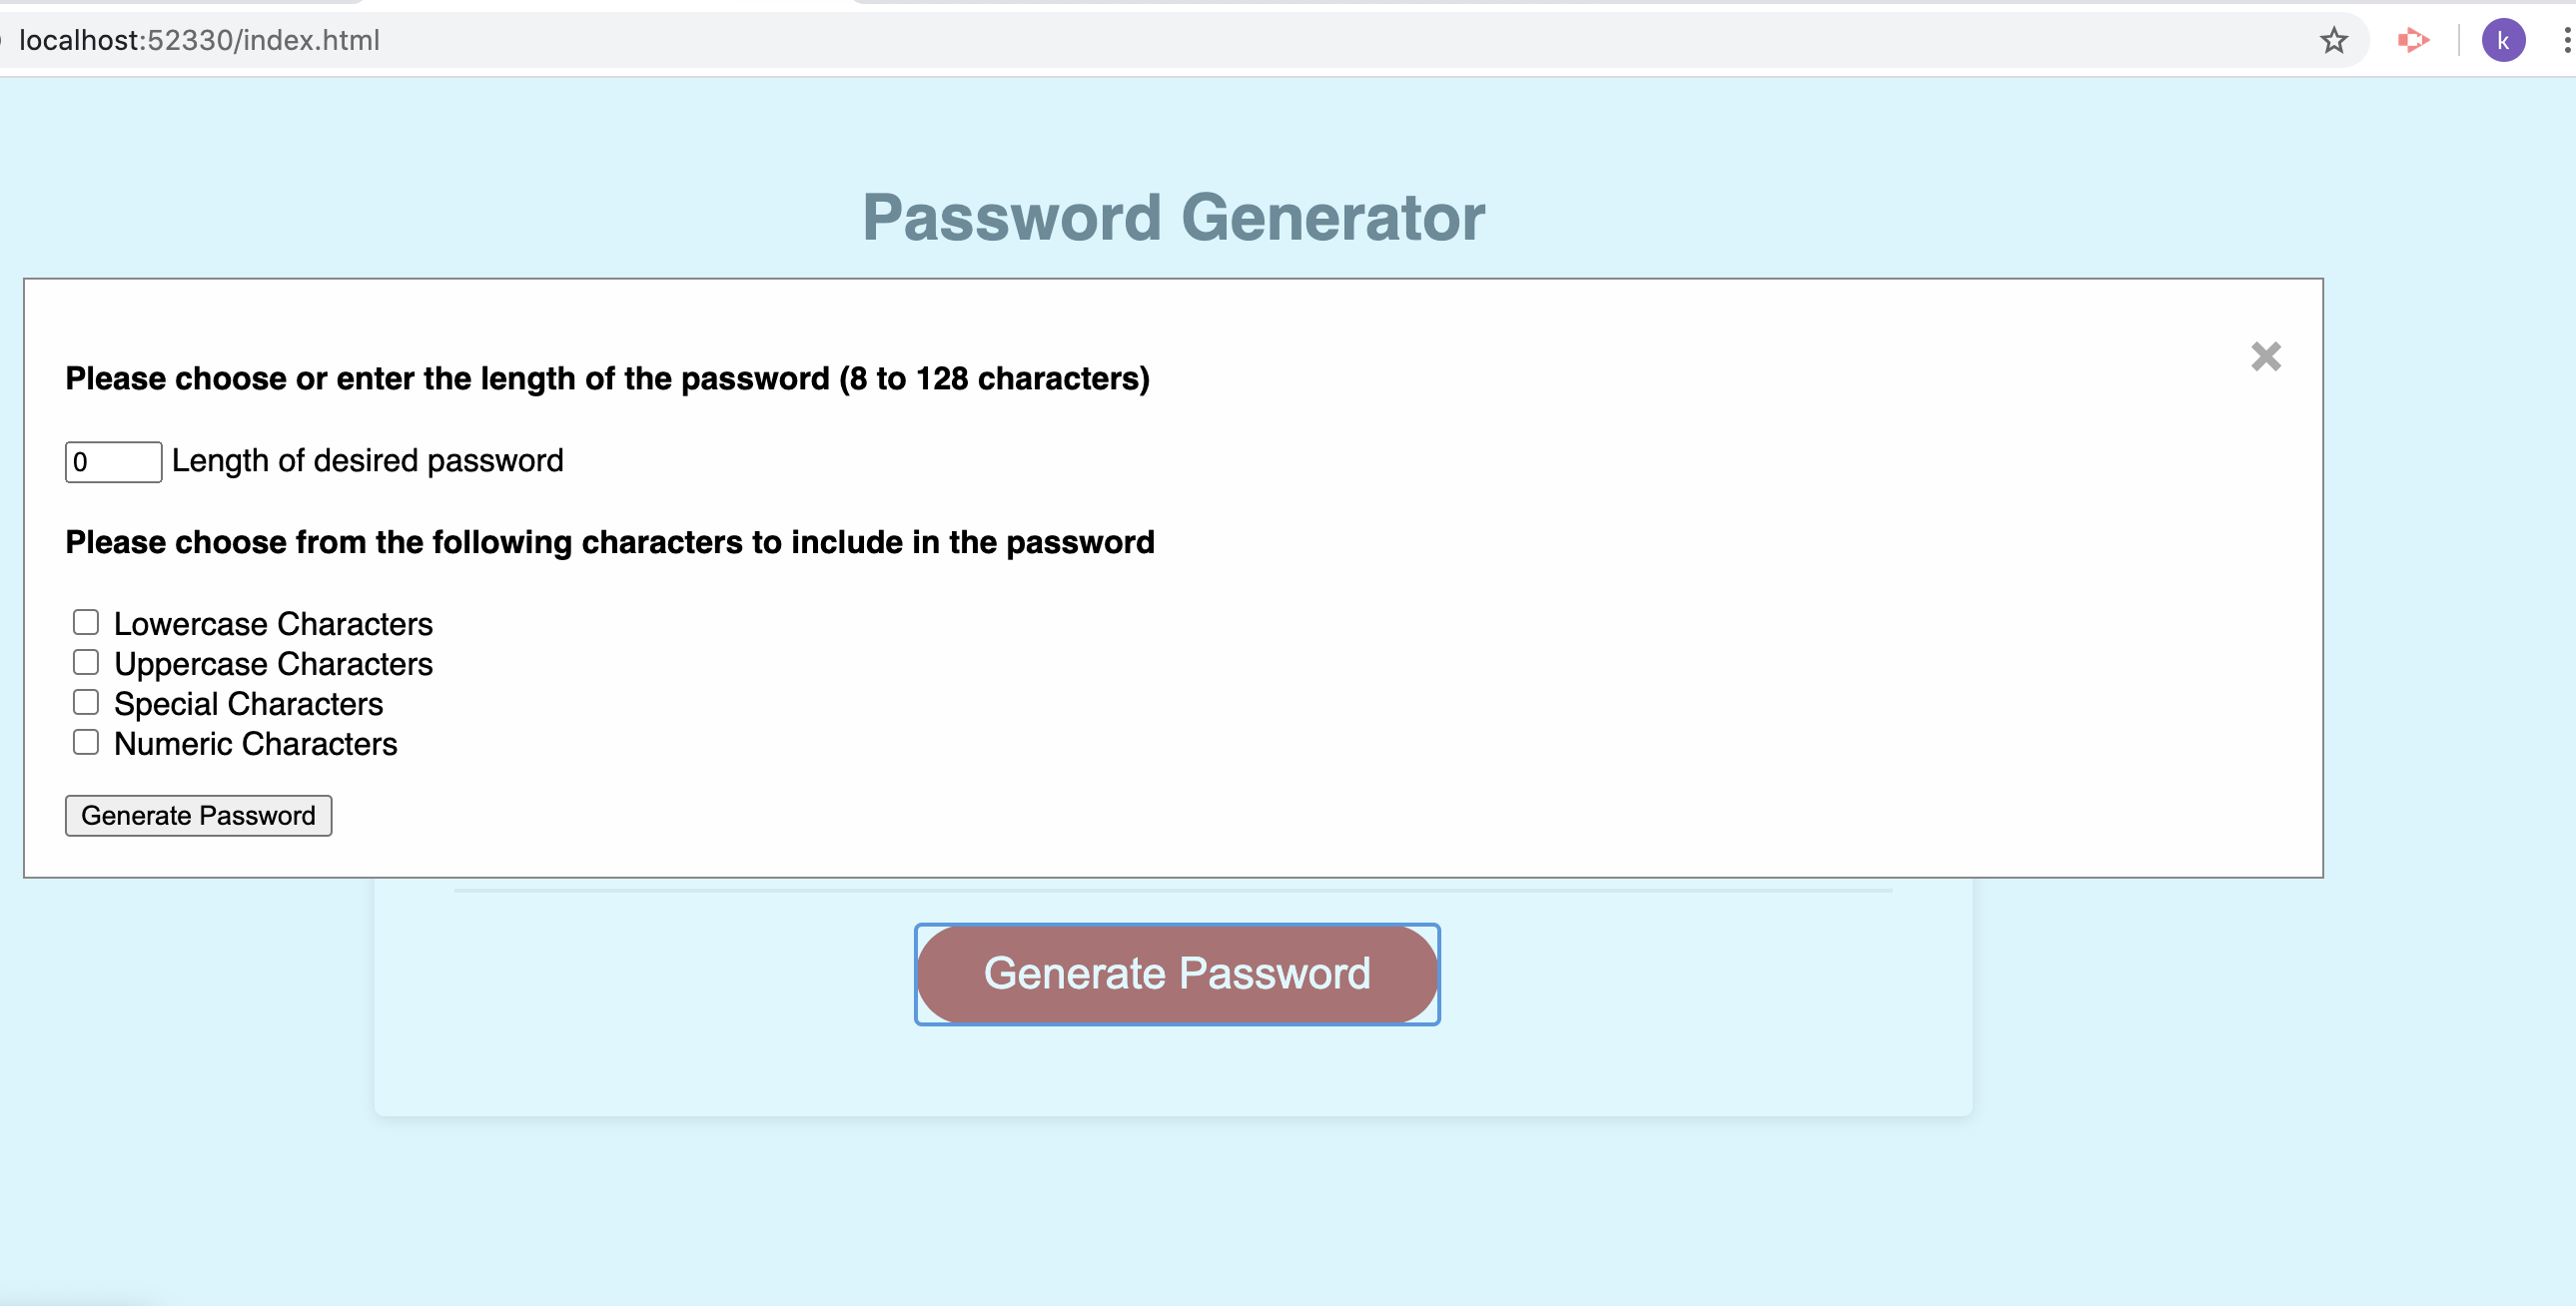 localhost:52330/index.html
k
Password Generator
Please choose or enter the length of the password (8 to 128 characters)
0 Length of desired password
Please choose from the following characters to include in the password
Lowercase Characters
Uppercase Characters
Special Characters
Numeric Characters
Generate Password
Generate Password